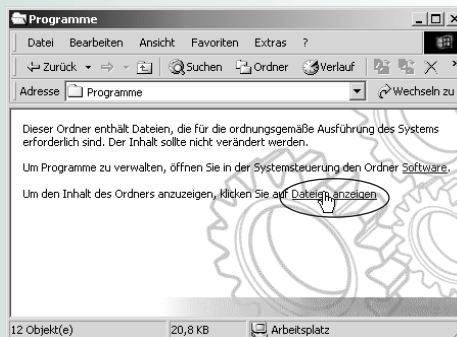 Programme
Datei Bearbeiten Ansicht Favoriten Extras ?
Zurück Suchen Ordner Verlauf
Adresse Programme Wechseln zu
Dieser Ordner enthält Dateien, die für die ordnungsgemäße Ausführung des Systems
erforderlich sind. Der Inhalt sollte nicht verändert werden.
Um Programme zu verwalten, öffnen Sie in der Systemsteuerung den Ordner Software.
Um den Inhalt des Ordners anzuzeigen, klicken Sie auf Dateien anzeigen
12 Objekt(e) 20,8 KB Arbeitsplatz